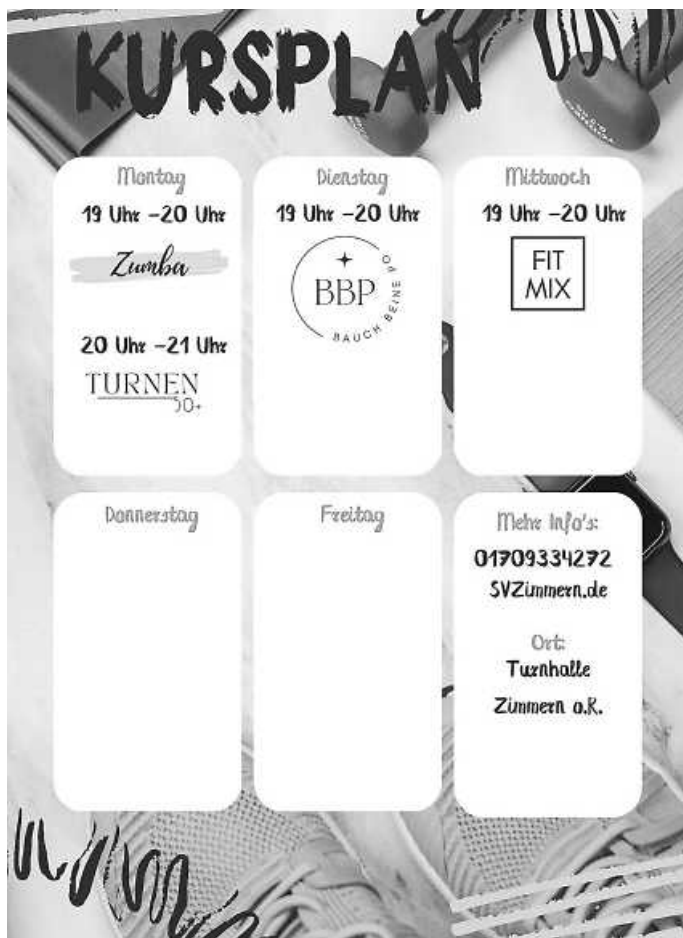 KURSPLAN
Montag
19 Uhr -20 Uhr
Zumba
20 Uhr -21 Uhr
TURNEN
50+
Dienstag
19 Uhr -20 Uhr
BBP
BAUCH BEINE PO
Mittwoch
19 Uhr -20 Uhr
FIT
MIX
Donnerstag
Freitag
Mehr Info's:
01709334272
SVZimmern.de
Ort:
Turnhalle
Zimmern o.R.